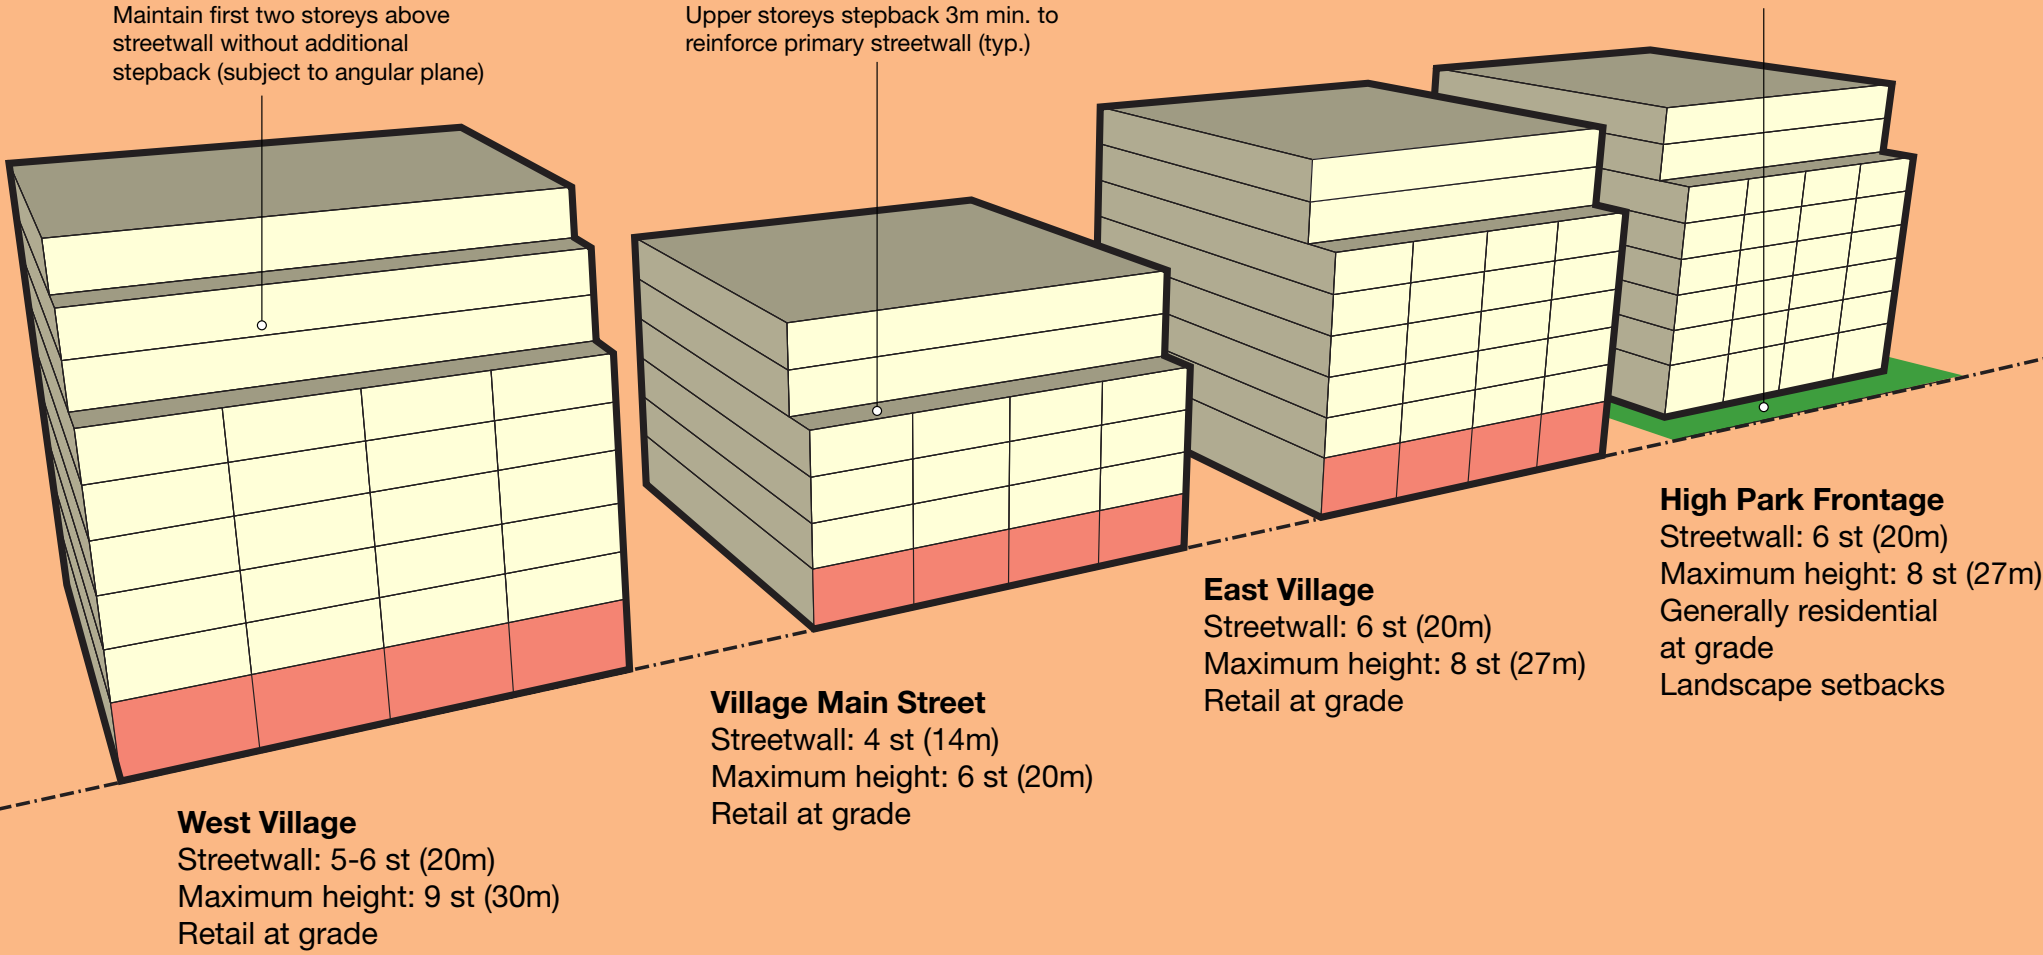 Maintain first two storeys above
streetwall without additional
stepback (subject to angular plane)
Upper storeys stepback 3m min. to
reinforce primary streetwall (typ.)
West Village
Streetwall: 5-6 st (20m)
Maximum height: 9 st (30m)
Retail at grade
Village Main Street
Streetwall: 4 st (14m)
Maximum height: 6 st (20m)
Retail at grade
East Village
Streetwall: 6 st (20m)
Maximum height: 8 st (27m)
Retail at grade
High Park Frontage
Streetwall: 6 st (20m)
Maximum height: 8 st (27m)
Generally residential
at grade
Landscape setbacks